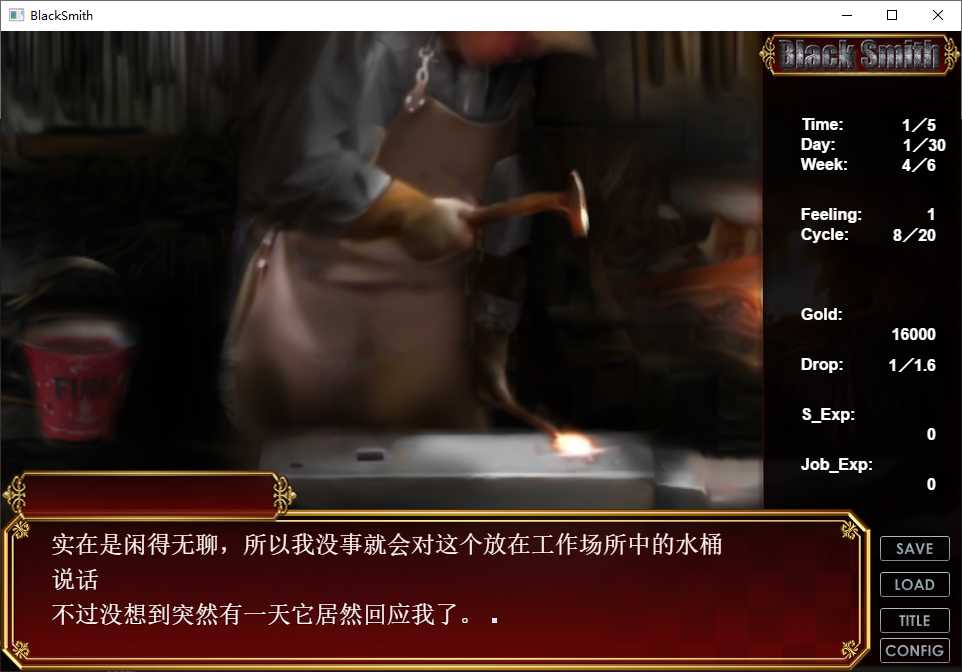 BlackSmith
Black Smith
Time: 1／5
Day: 1／30
Week: 4／6
Feeling: 1
Cycle: 8／20
Gold:
16000
Drop: 1／1.6
S_Exp:
0
Job_Exp:
0
FIRE
实在是闲得无聊，所以我没事就会对这个放在工作场所中的水桶
说话
不过没想到突然有一天它居然回应我了。
SAVE
LOAD
TITLE
CONFIG